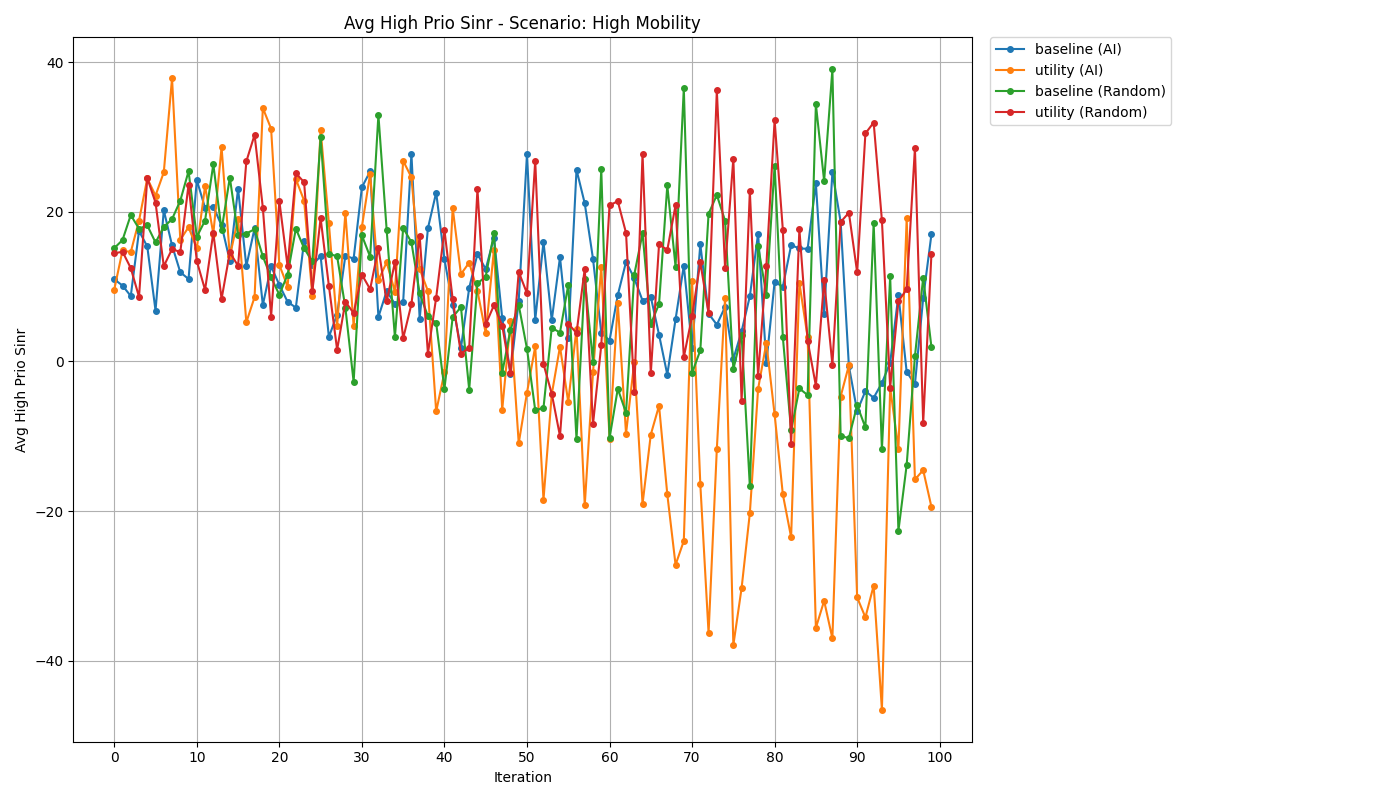 Avg High Prio Sinr - Scenario: High Mobility
baseline (AI)
utility (AI)
baseline (Random)
utility (Random)
Avg High Prio Sinr
40
20
0
−20
−40
0 10 20 30 40 50 60 70 80 90 100
Iteration